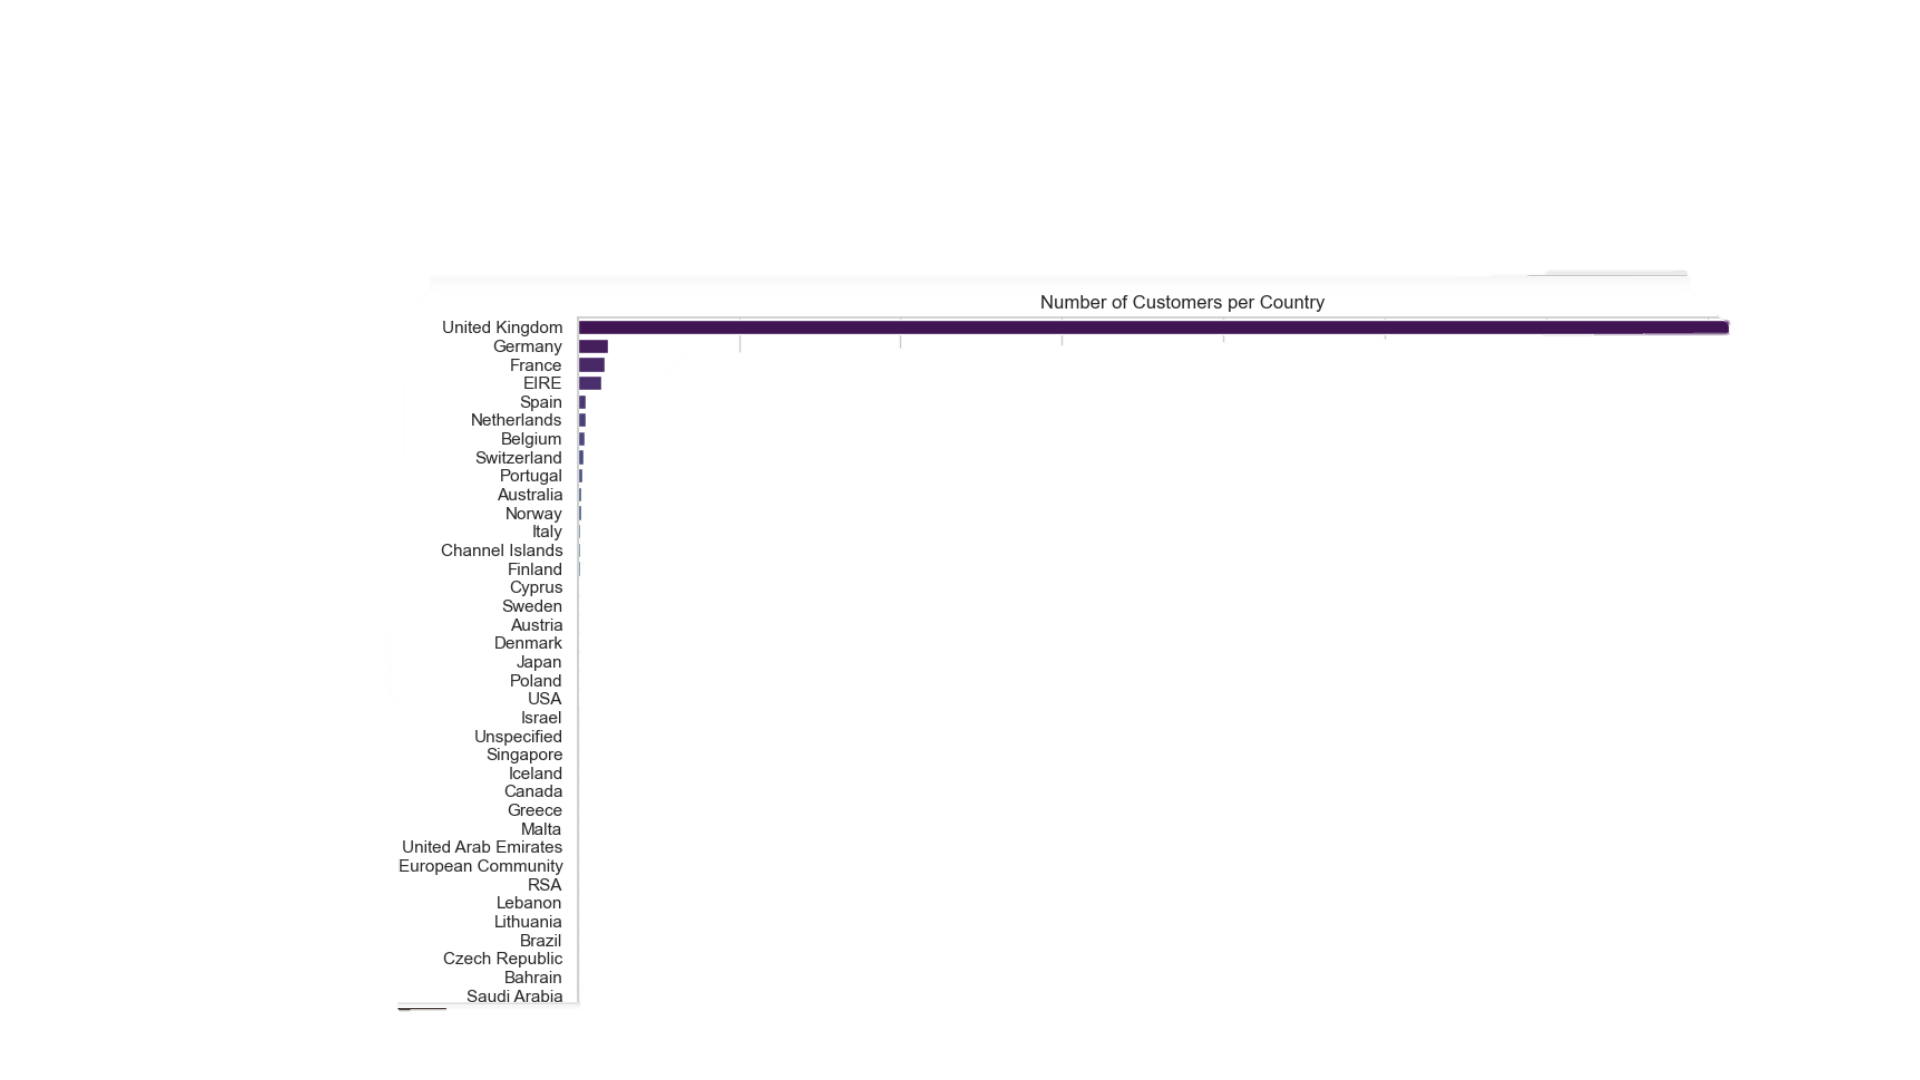 Number of Customers per Country
United Kingdom
Germany
France
EIRE
Spain
Netherlands
Belgium
Switzerland
Portugal
Australia
Norway
Italy
Channel Islands
Finland
Cyprus
Sweden
Austria
Denmark
Japan
Poland
USA
Israel
Unspecified
Singapore
Iceland
Canada
Greece
Malta
United Arab Emirates
European Community
RSA
Lebanon
Lithuania
Brazil
Czech Republic
Bahrain
Saudi Arabia